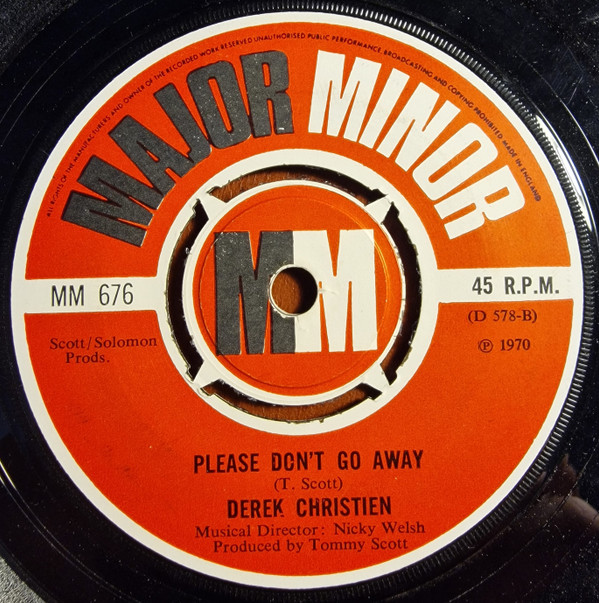 ALL RIGHTS OF THE MANUFACTURERS AND OWNER OF THE RECORDED WORK RESERVED UNAUTHORISED PUBLIC PERFORMANCE, BROADCASTING AND COPYING PROHIBITED MADE IN ENGLAND
MAJOR MINOR
MM
MM 676
45 R.P.M.
Scott/Solomon
Prods.
(D 578-B)
℗ 1970
PLEASE DON'T GO AWAY
(T. Scott)
DEREK CHRISTIEN
Musical Director: Nicky Welsh
Produced by Tommy Scott